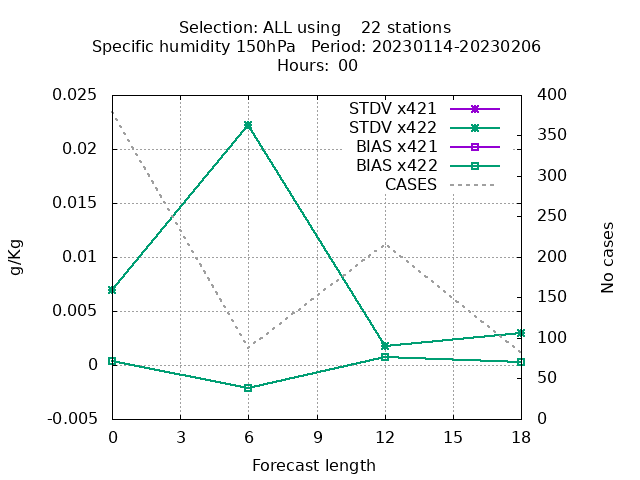 Selection: ALL using 22 stations
Specific humidity 150hPa Period: 20230114-20230206
Hours: 00
0.025
0.02
0.015
0.01
0.005
0
-0.005
g/Kg
STDV x421
STDV x422
BIAS x421
BIAS x422
CASES
400
350
300
250
200
150
100
50
0
No cases
0 3 6 9 12 15 18
Forecast length